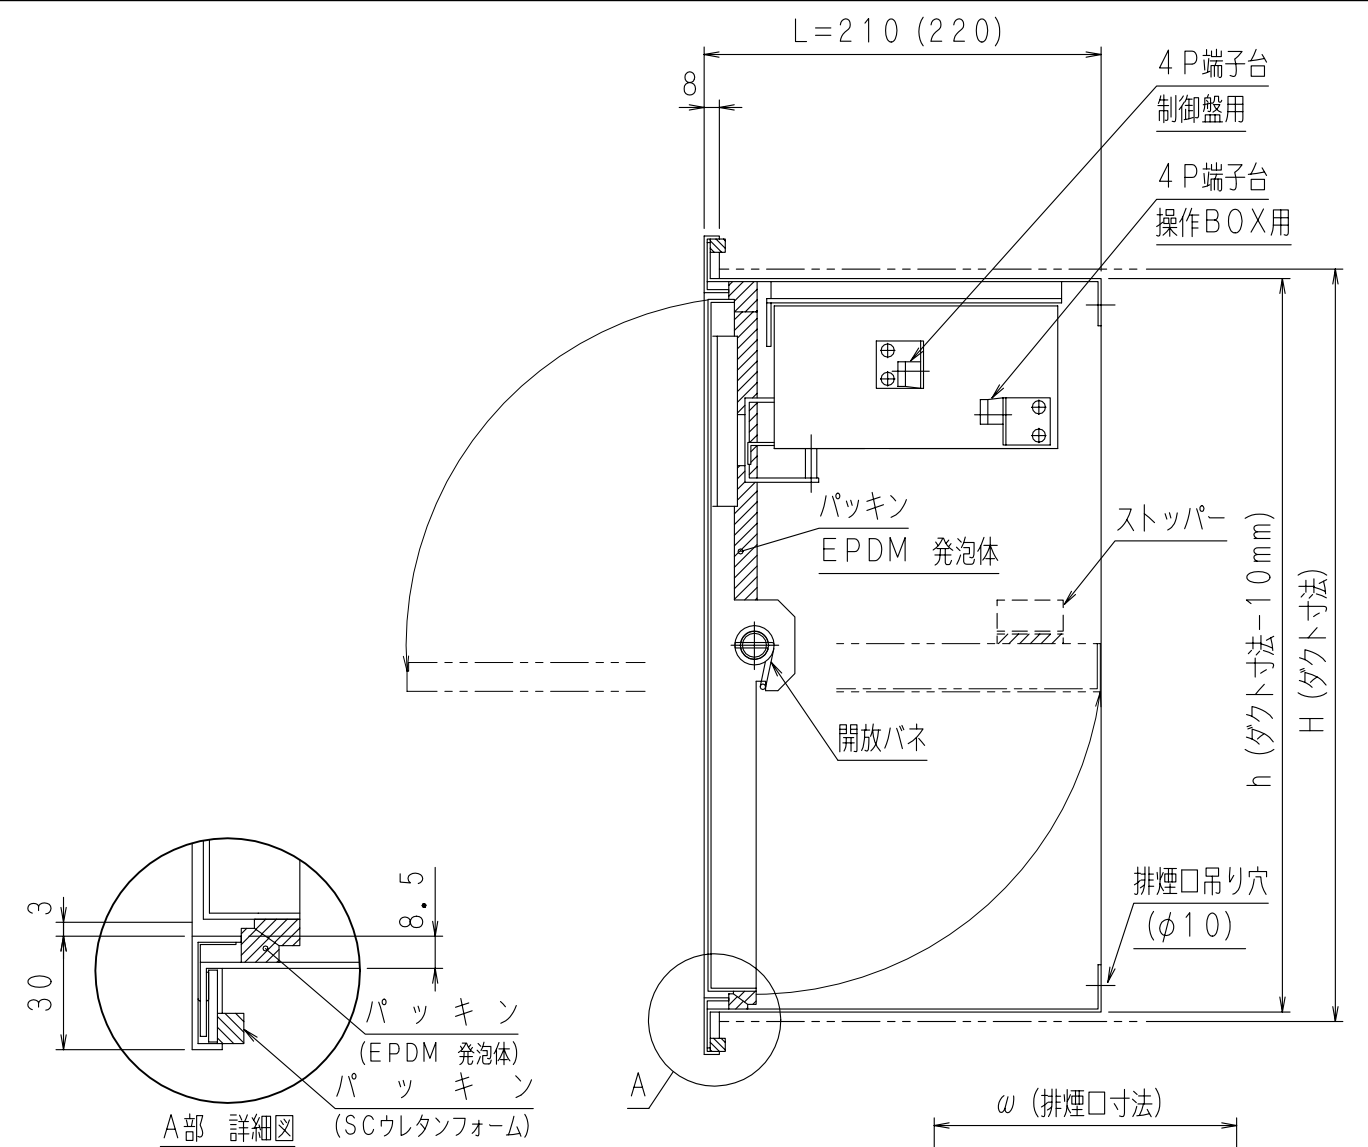 L=210(220)
8
4P端子台
制御盤用
4P端子台
操作BOX用
パッキン
EPDM 発泡体
ストッパー
h(ダクト寸法-10mm)
H(ダクト寸法)
開放バネ
排煙口吊り穴
(φ10)
3
30
8.5
パッキン
(EPDM 発泡体)
パッキン
(SCウレタンフォーム)
A部 詳細図
A
ω(排煙口寸法)